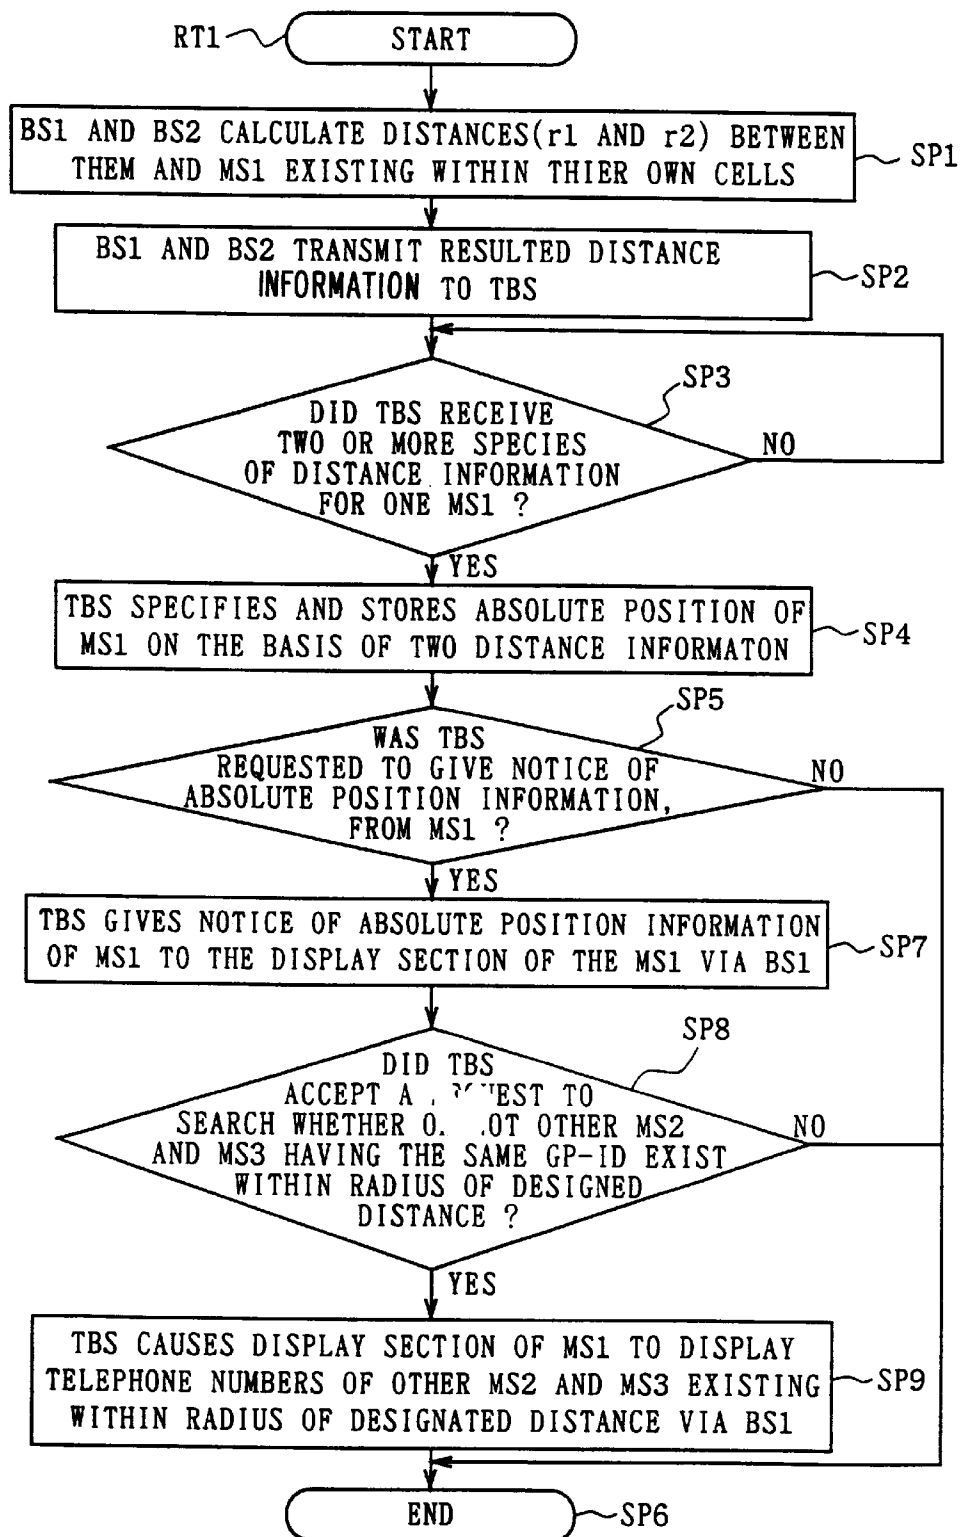 RT1
START
BS1 AND BS2 CALCULATE DISTANCES(r1 AND r2) BETWEEN
THEM AND MS1 EXISTING WITHIN THIER OWN CELLS
SP1
BS1 AND BS2 TRANSMIT RESULTED DISTANCE
INFORMATION TO TBS
SP2
SP3
DID TBS RECEIVE
TWO OR MORE SPECIES
OF DISTANCE INFORMATION
FOR ONE MS1 ?
NO
YES
TBS SPECIFIES AND STORES ABSOLUTE POSITION OF
MS1 ON THE BASIS OF TWO DISTANCE INFORMATON
SP4
SP5
WAS TBS
REQUESTED TO GIVE NOTICE OF
ABSOLUTE POSITION INFORMATION,
FROM MS1 ?
NO
YES
TBS GIVES NOTICE OF ABSOLUTE POSITION INFORMATION
OF MS1 TO THE DISPLAY SECTION OF THE MS1 VIA BS1
SP7
SP8
DID TBS
ACCEPT A TO
SEARCH WHETHER OTHER MS2
AND MS3 HAVING THE SAME GP-ID EXIST
WITHIN RADIUS OF DESIGNED
DISTANCE ?
NO
YES
TBS CAUSES DISPLAY SECTION OF MS1 TO DISPLAY
TELEPHONE NUMBERS OF OTHER MS2 AND MS3 EXISTING
WITHIN RADIUS OF DESIGNATED DISTANCE VIA BS1
SP9
END
SP6